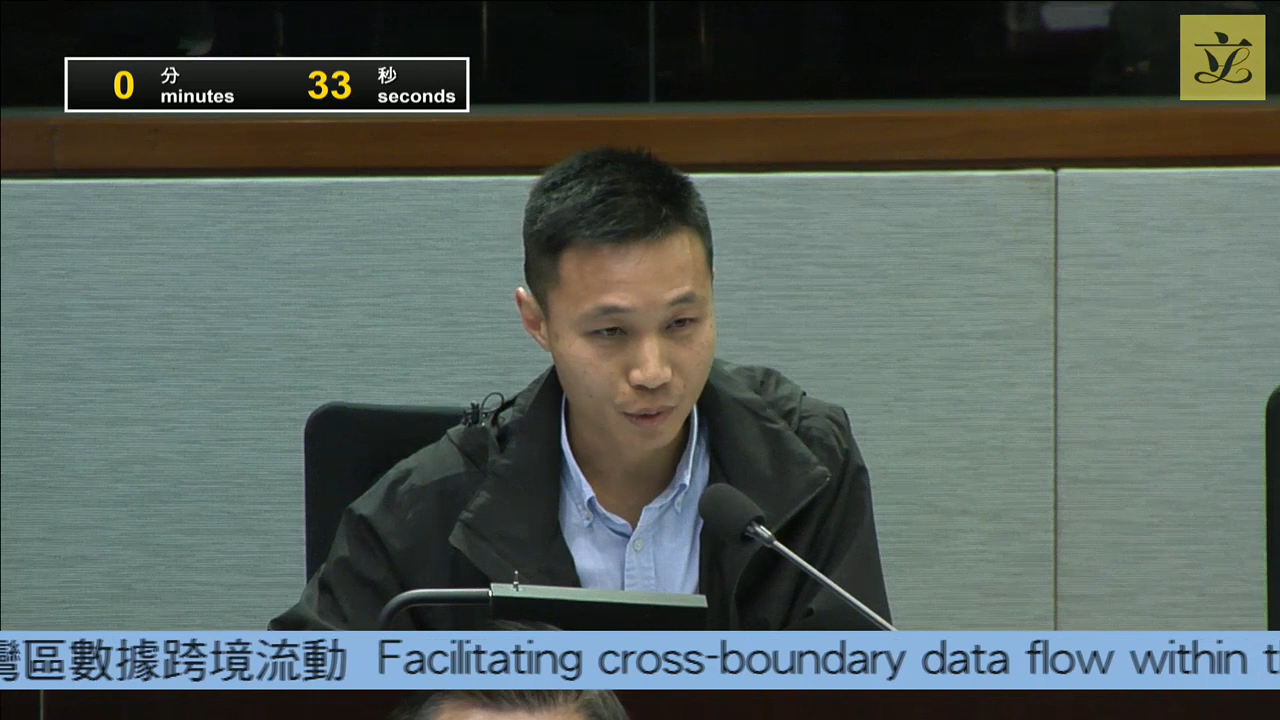 0 分 minutes 33 秒 seconds
立
灣區數據跨境流動 Facilitating cross-boundary data flow within t